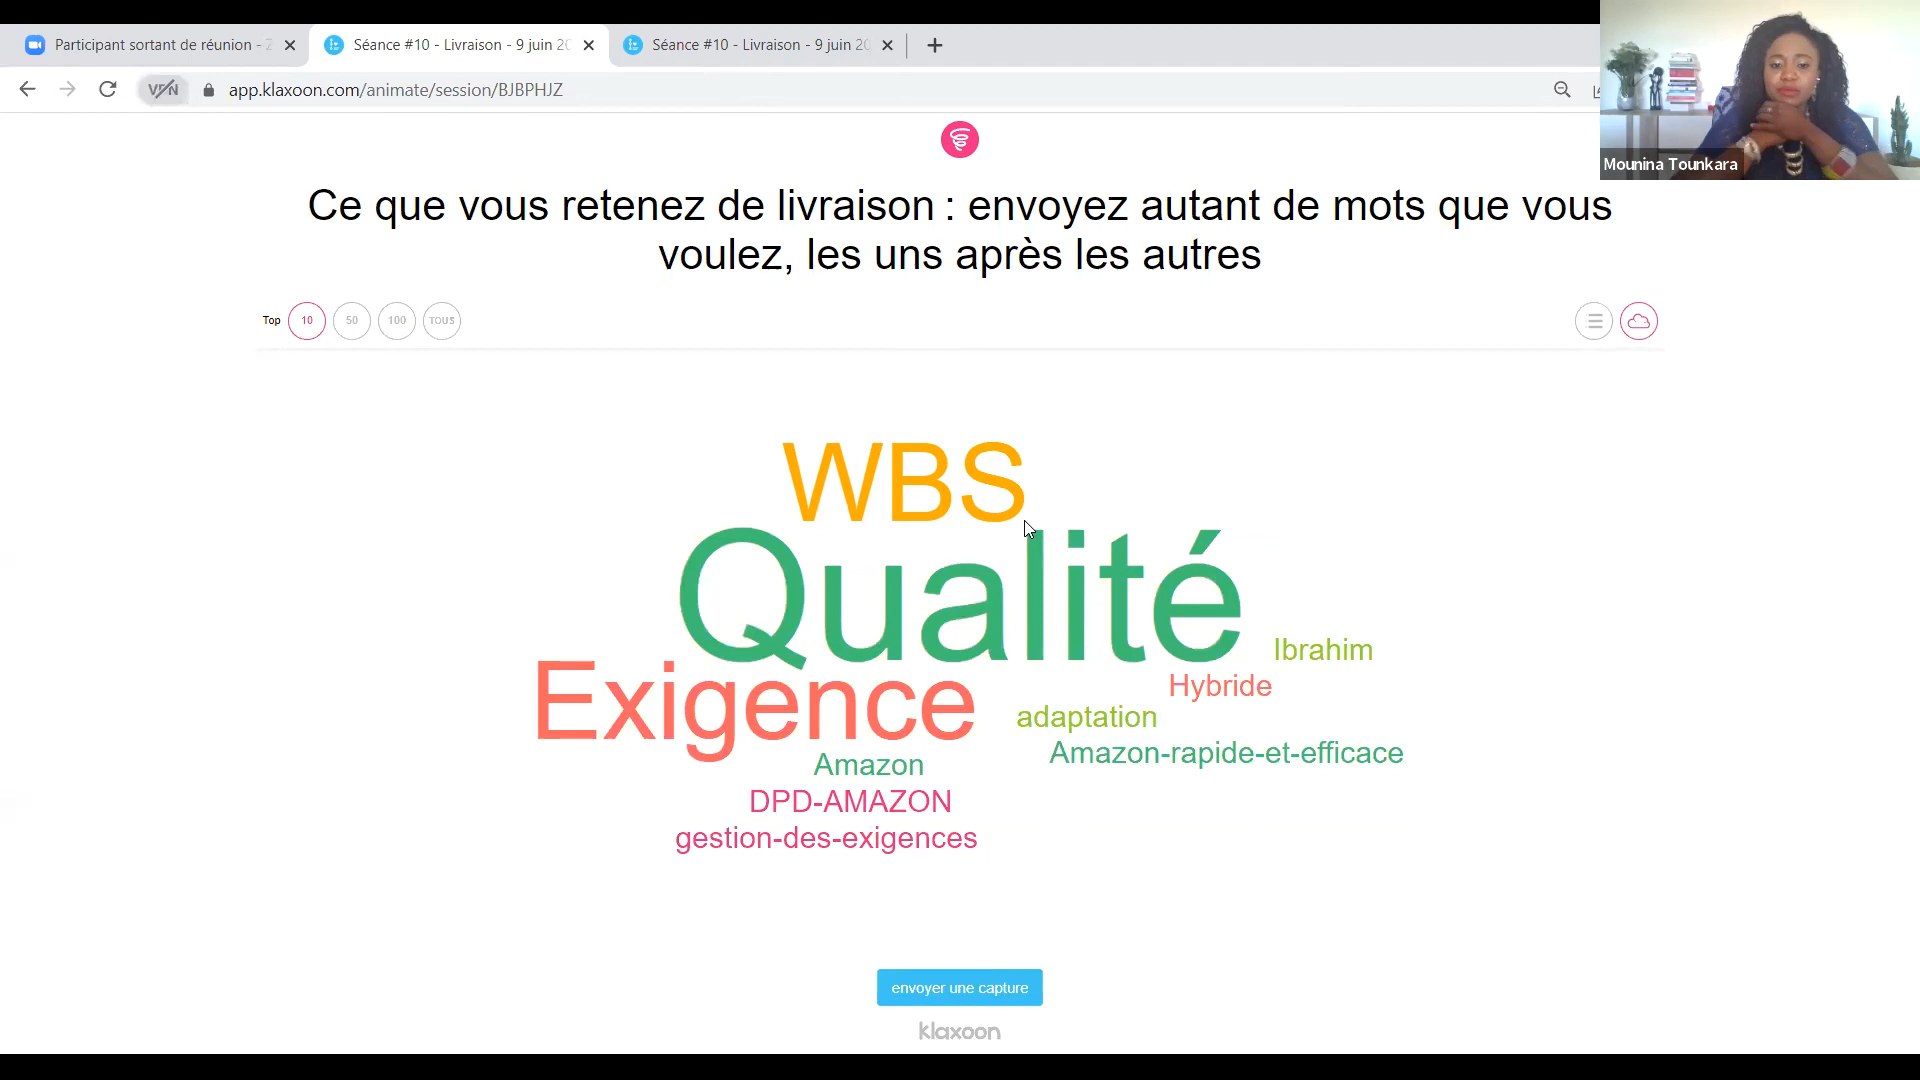 Participant sortant de réunion - Z
Séance #10 - Livraison - 9 juin 20
Séance #10 - Livraison - 9 juin 20
VPN
app.klaxoon.com/animate/session/BJBPHJZ
Mounina Tounkara
Ce que vous retenez de livraison : envoyez autant de mots que vous
voulez, les uns après les autres
Top 10 50 100 TOUS
WBS
Qualité
Ibrahim
Exigence
Hybride
adaptation
Amazon-rapide-et-efficace
Amazon
DPD-AMAZON
gestion-des-exigences
envoyer une capture
klaxoon